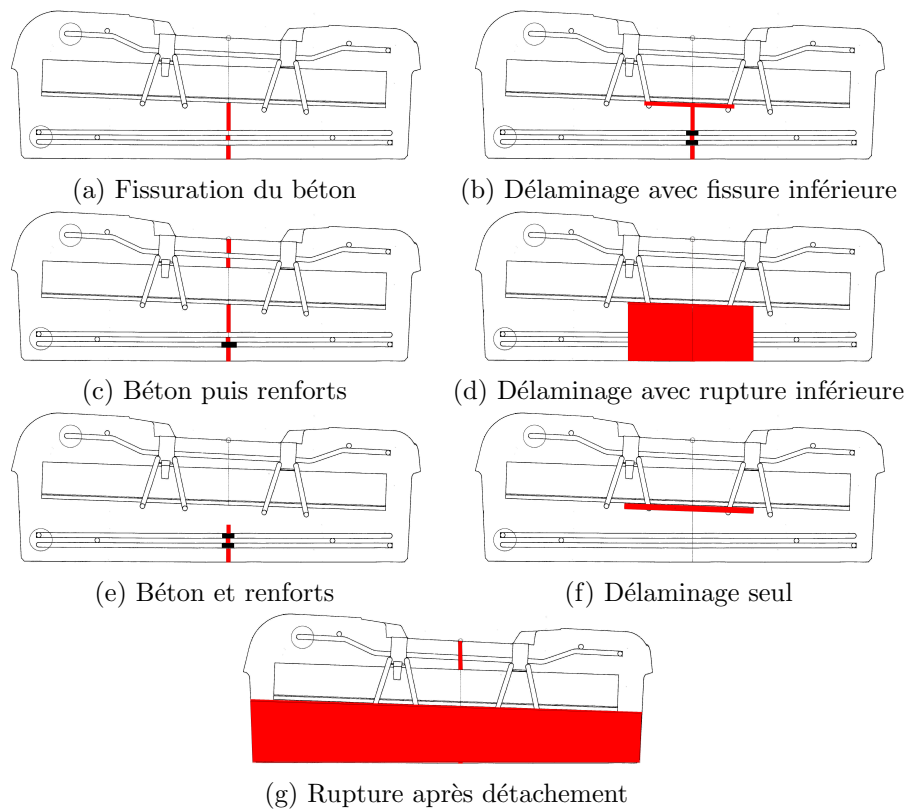 (a) Fissuration du béton
(b) Délaminage avec fissure inférieure
(c) Béton puis renforts
(d) Délaminage avec rupture inférieure
(e) Béton et renforts
(f) Délaminage seul
(g) Rupture après détachement